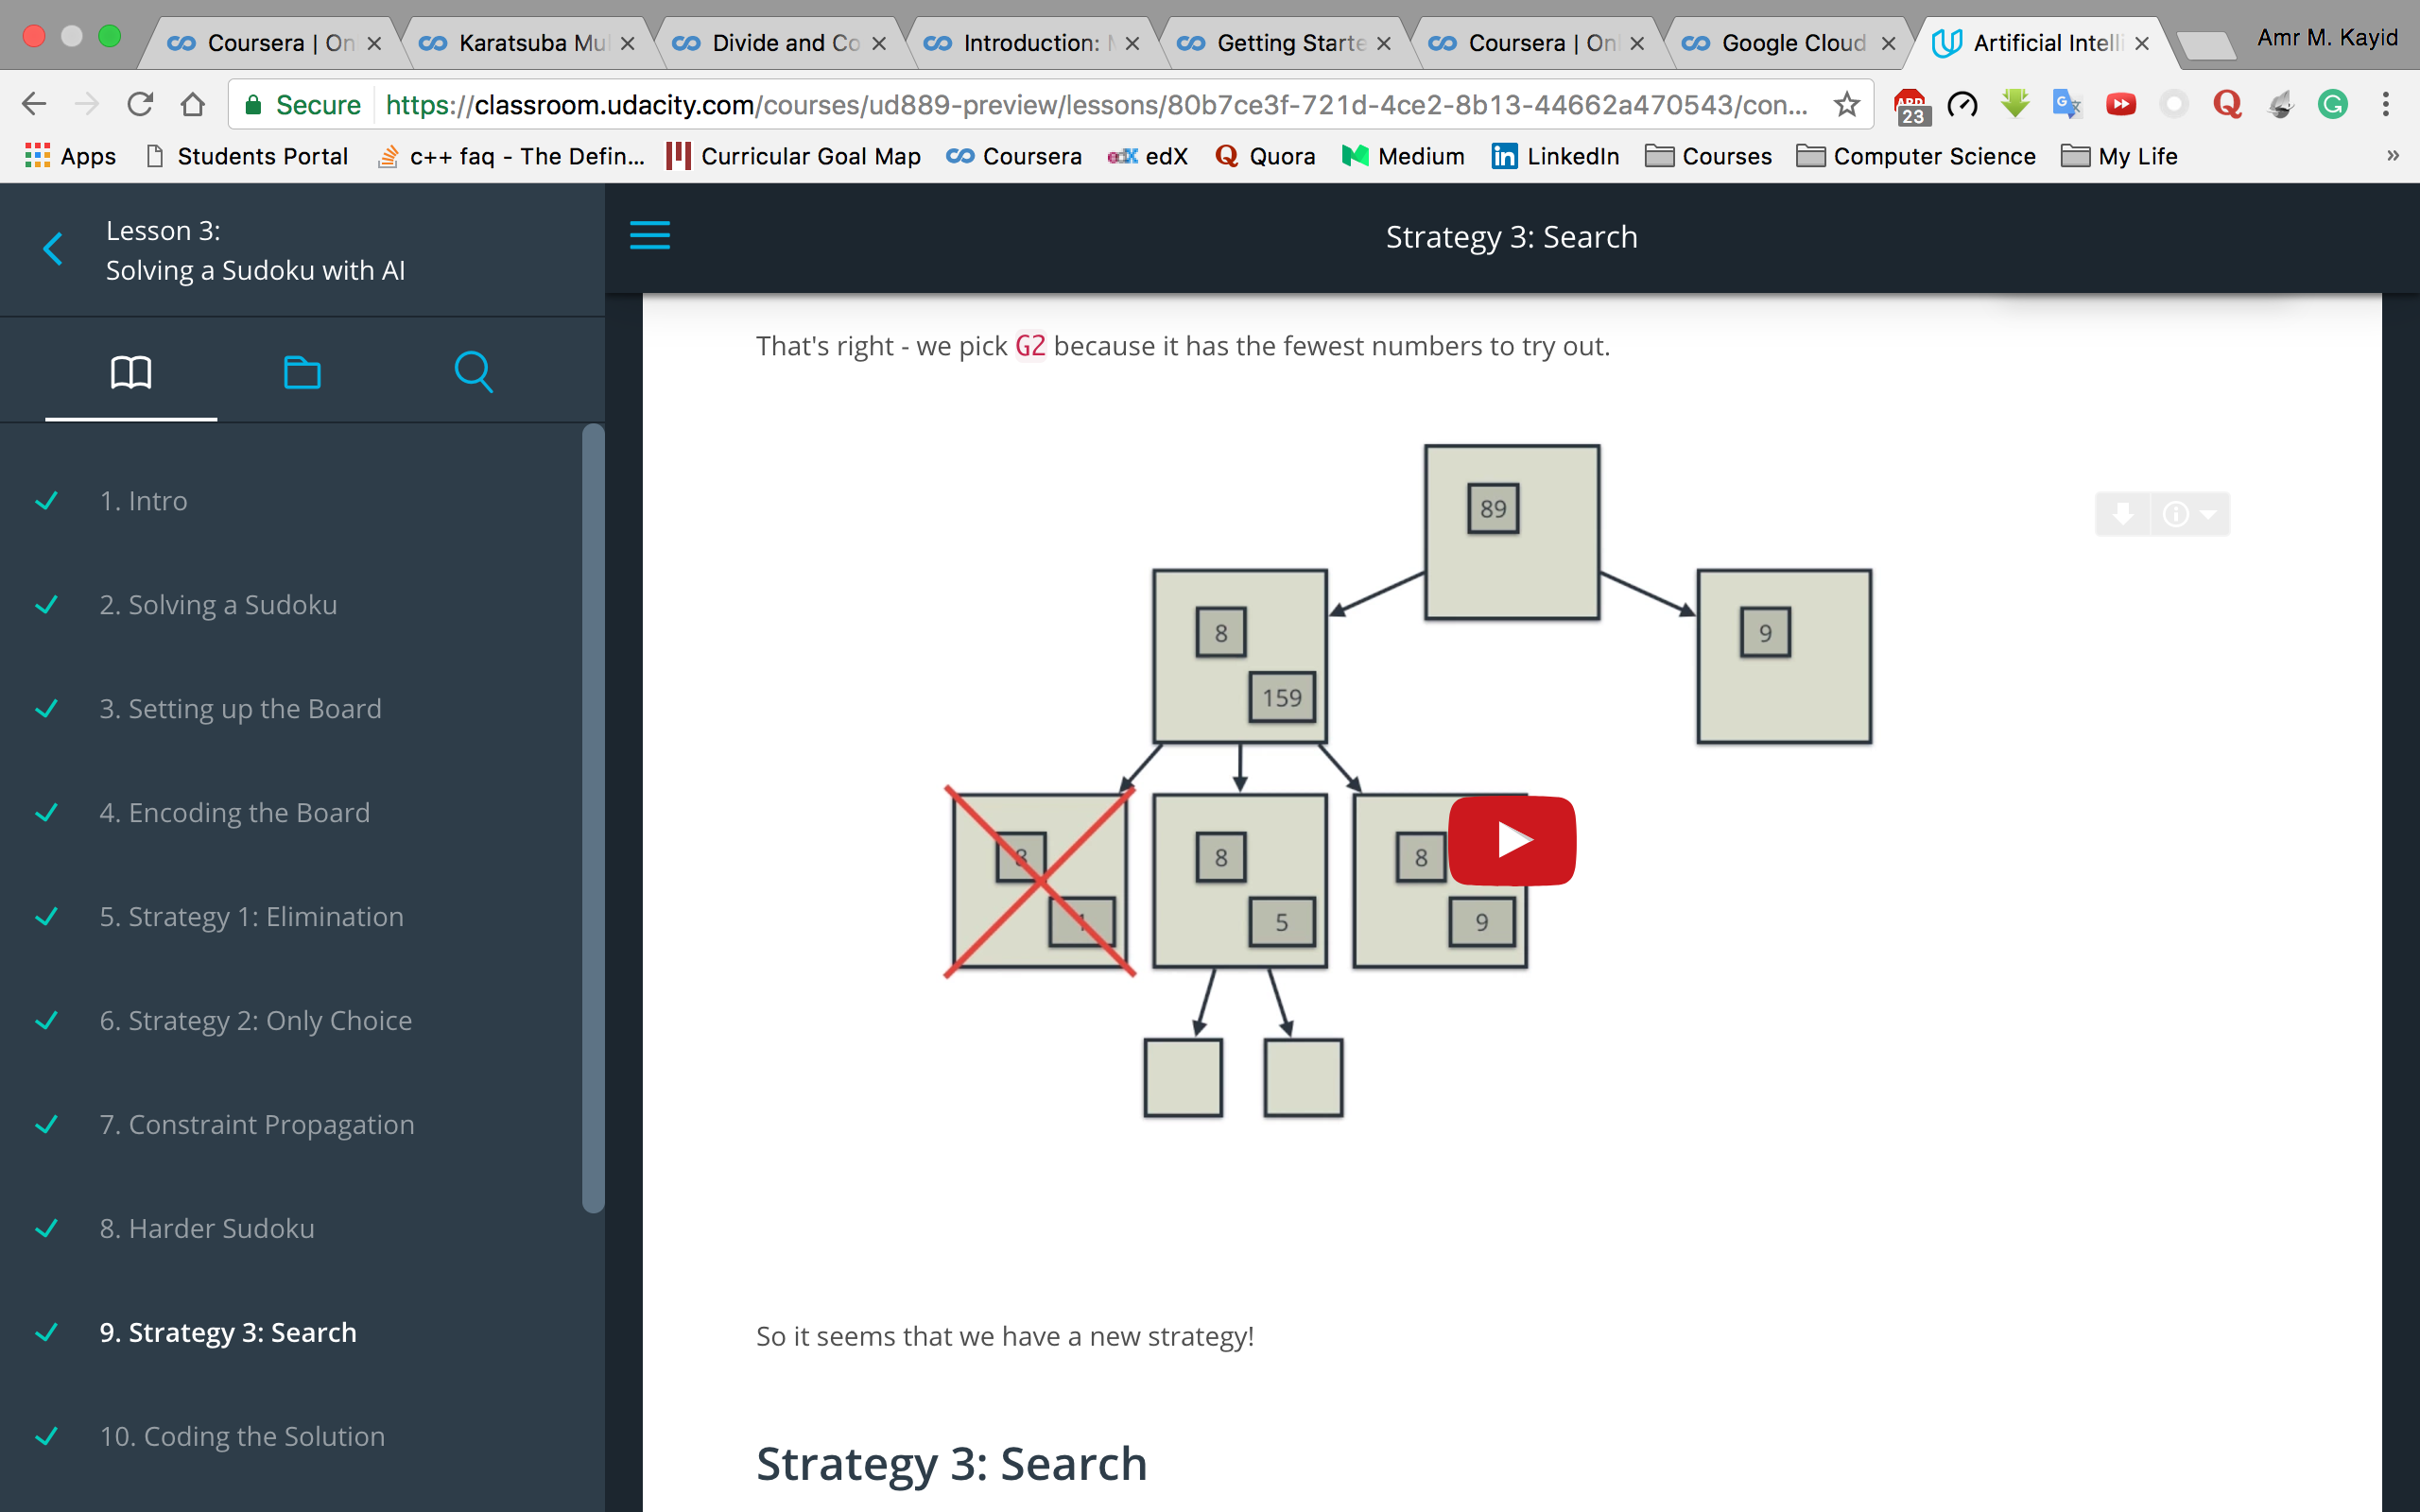 Coursera | On
Karatsuba Mul
Divide and Co
Introduction:
Getting Starte
Coursera | Onl
Google Cloud
Artificial Intelli
Amr M. Kayid
Secure
https://classroom.udacity.com/courses/ud889-preview/lessons/80b7ce3f-721d-4ce2-8b13-44662a470543/con...
ABP
23
Apps
Students Portal
c++ faq - The Defin...
Curricular Goal Map
Coursera
edX
Quora
Medium
LinkedIn
Courses
Computer Science
My Life
»
Lesson 3:
Solving a Sudoku with AI
1. Intro
2. Solving a Sudoku
3. Setting up the Board
4. Encoding the Board
5. Strategy 1: Elimination
6. Strategy 2: Only Choice
7. Constraint Propagation
8. Harder Sudoku
9. Strategy 3: Search
10. Coding the Solution
Strategy 3: Search
That's right - we pick G2 because it has the fewest numbers to try out.
89
8
159
9
8
1
8
5
8
9
So it seems that we have a new strategy!
Strategy 3: Search